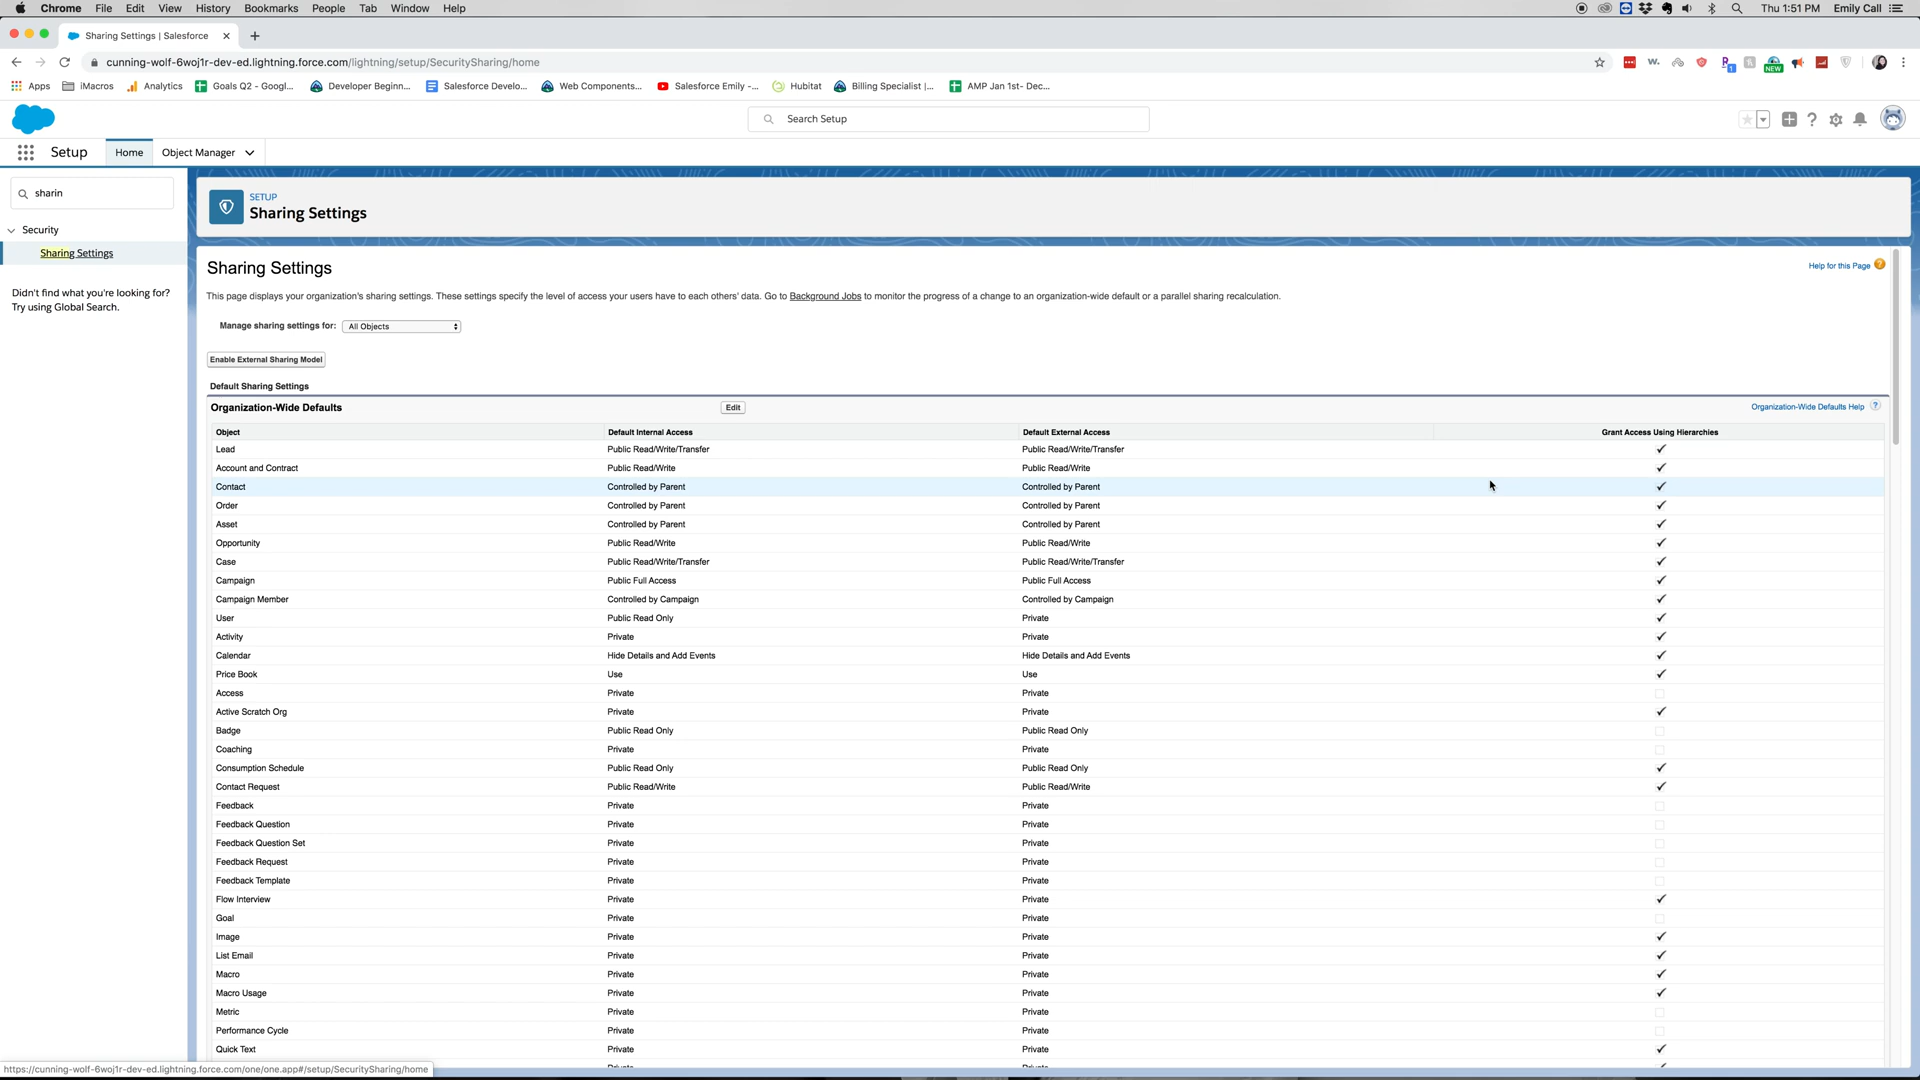 Chrome File Edit View History Bookmarks People Tab Window Help Thu 1:51 PM Emily Call
Sharing Settings | Salesforce
cunning-wolf-6woj1r-dev-ed.lightning.force.com/lightning/setup/SecuritySharing/home
Apps iMacros Analytics Goals Q2 - Googl... Developer Beginn... Salesforce Develo... Web Components... Salesforce Emily -... Hubitat Billing Specialist |... AMP Jan 1st- Dec...
Search Setup
Setup Home Object Manager
sharin
Security
Sharing Settings
Didn't find what you're looking for?
Try using Global Search.
SETUP
Sharing Settings
Sharing Settings
Help for this Page
This page displays your organization's sharing settings. These settings specify the level of access your users have to each others' data. Go to Background Jobs to monitor the progress of a change to an organization-wide default or a parallel sharing recalculation.
Manage sharing settings for: All Objects
Enable External Sharing Model
Default Sharing Settings
Organization-Wide Defaults Edit Organization-Wide Defaults Help ?
Object Default Internal Access Default External Access Grant Access Using Hierarchies
Lead Public Read/Write/Transfer Public Read/Write/Transfer ✓
Account and Contract Public Read/Write Public Read/Write ✓
Contact Controlled by Parent Controlled by Parent ✓
Order Controlled by Parent Controlled by Parent ✓
Asset Controlled by Parent Controlled by Parent ✓
Opportunity Public Read/Write Public Read/Write ✓
Case Public Read/Write/Transfer Public Read/Write/Transfer ✓
Campaign Public Full Access Public Full Access ✓
Campaign Member Controlled by Campaign Controlled by Campaign ✓
User Public Read Only Private ✓
Activity Private Private ✓
Calendar Hide Details and Add Events Hide Details and Add Events ✓
Price Book Use Use ✓
Access Private Private
Active Scratch Org Private Private ✓
Badge Public Read Only Public Read Only
Coaching Private Private
Consumption Schedule Public Read Only Public Read Only ✓
Contact Request Public Read/Write Public Read/Write ✓
Feedback Private Private
Feedback Question Private Private
Feedback Question Set Private Private
Feedback Request Private Private
Feedback Template Private Private
Flow Interview Private Private ✓
Goal Private Private
Image Private Private ✓
List Email Private Private ✓
Macro Private Private ✓
Macro Usage Private Private ✓
Metric Private Private
Performance Cycle Private Private
Quick Text Private Private ✓
https://cunning-wolf-6woj1r-dev-ed.lightning.force.com/one/one.app#/setup/SecuritySharing/home